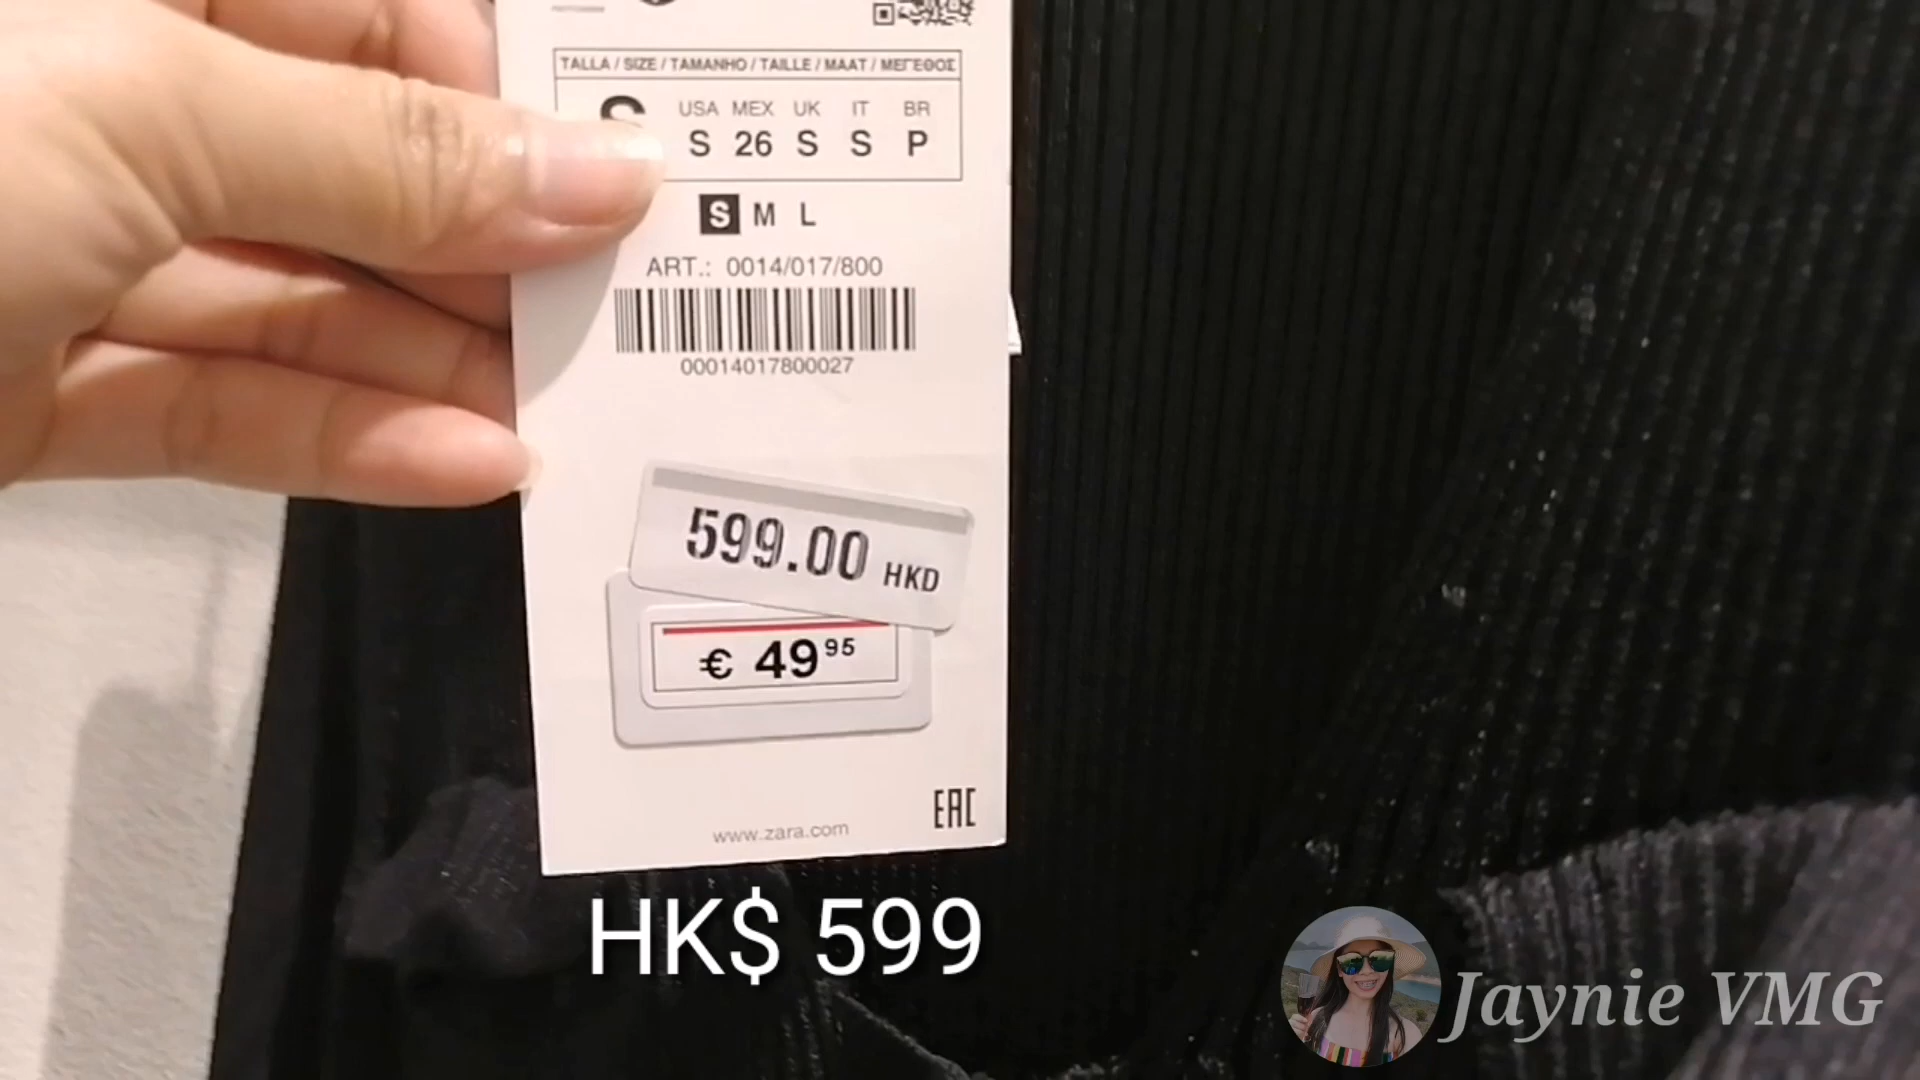 TALLA / SIZE / TAMANHO / TAILLE / MAAT / ΜΕΓΕΘΟΣ
S
USA MEX UK IT BR
S 26 S S P
S M L
ART.: 0014/017/800
00014017800027
599.00 HKD
€ 49 95
EAC
www.zara.com
HK$ 599
Jaynie VMG